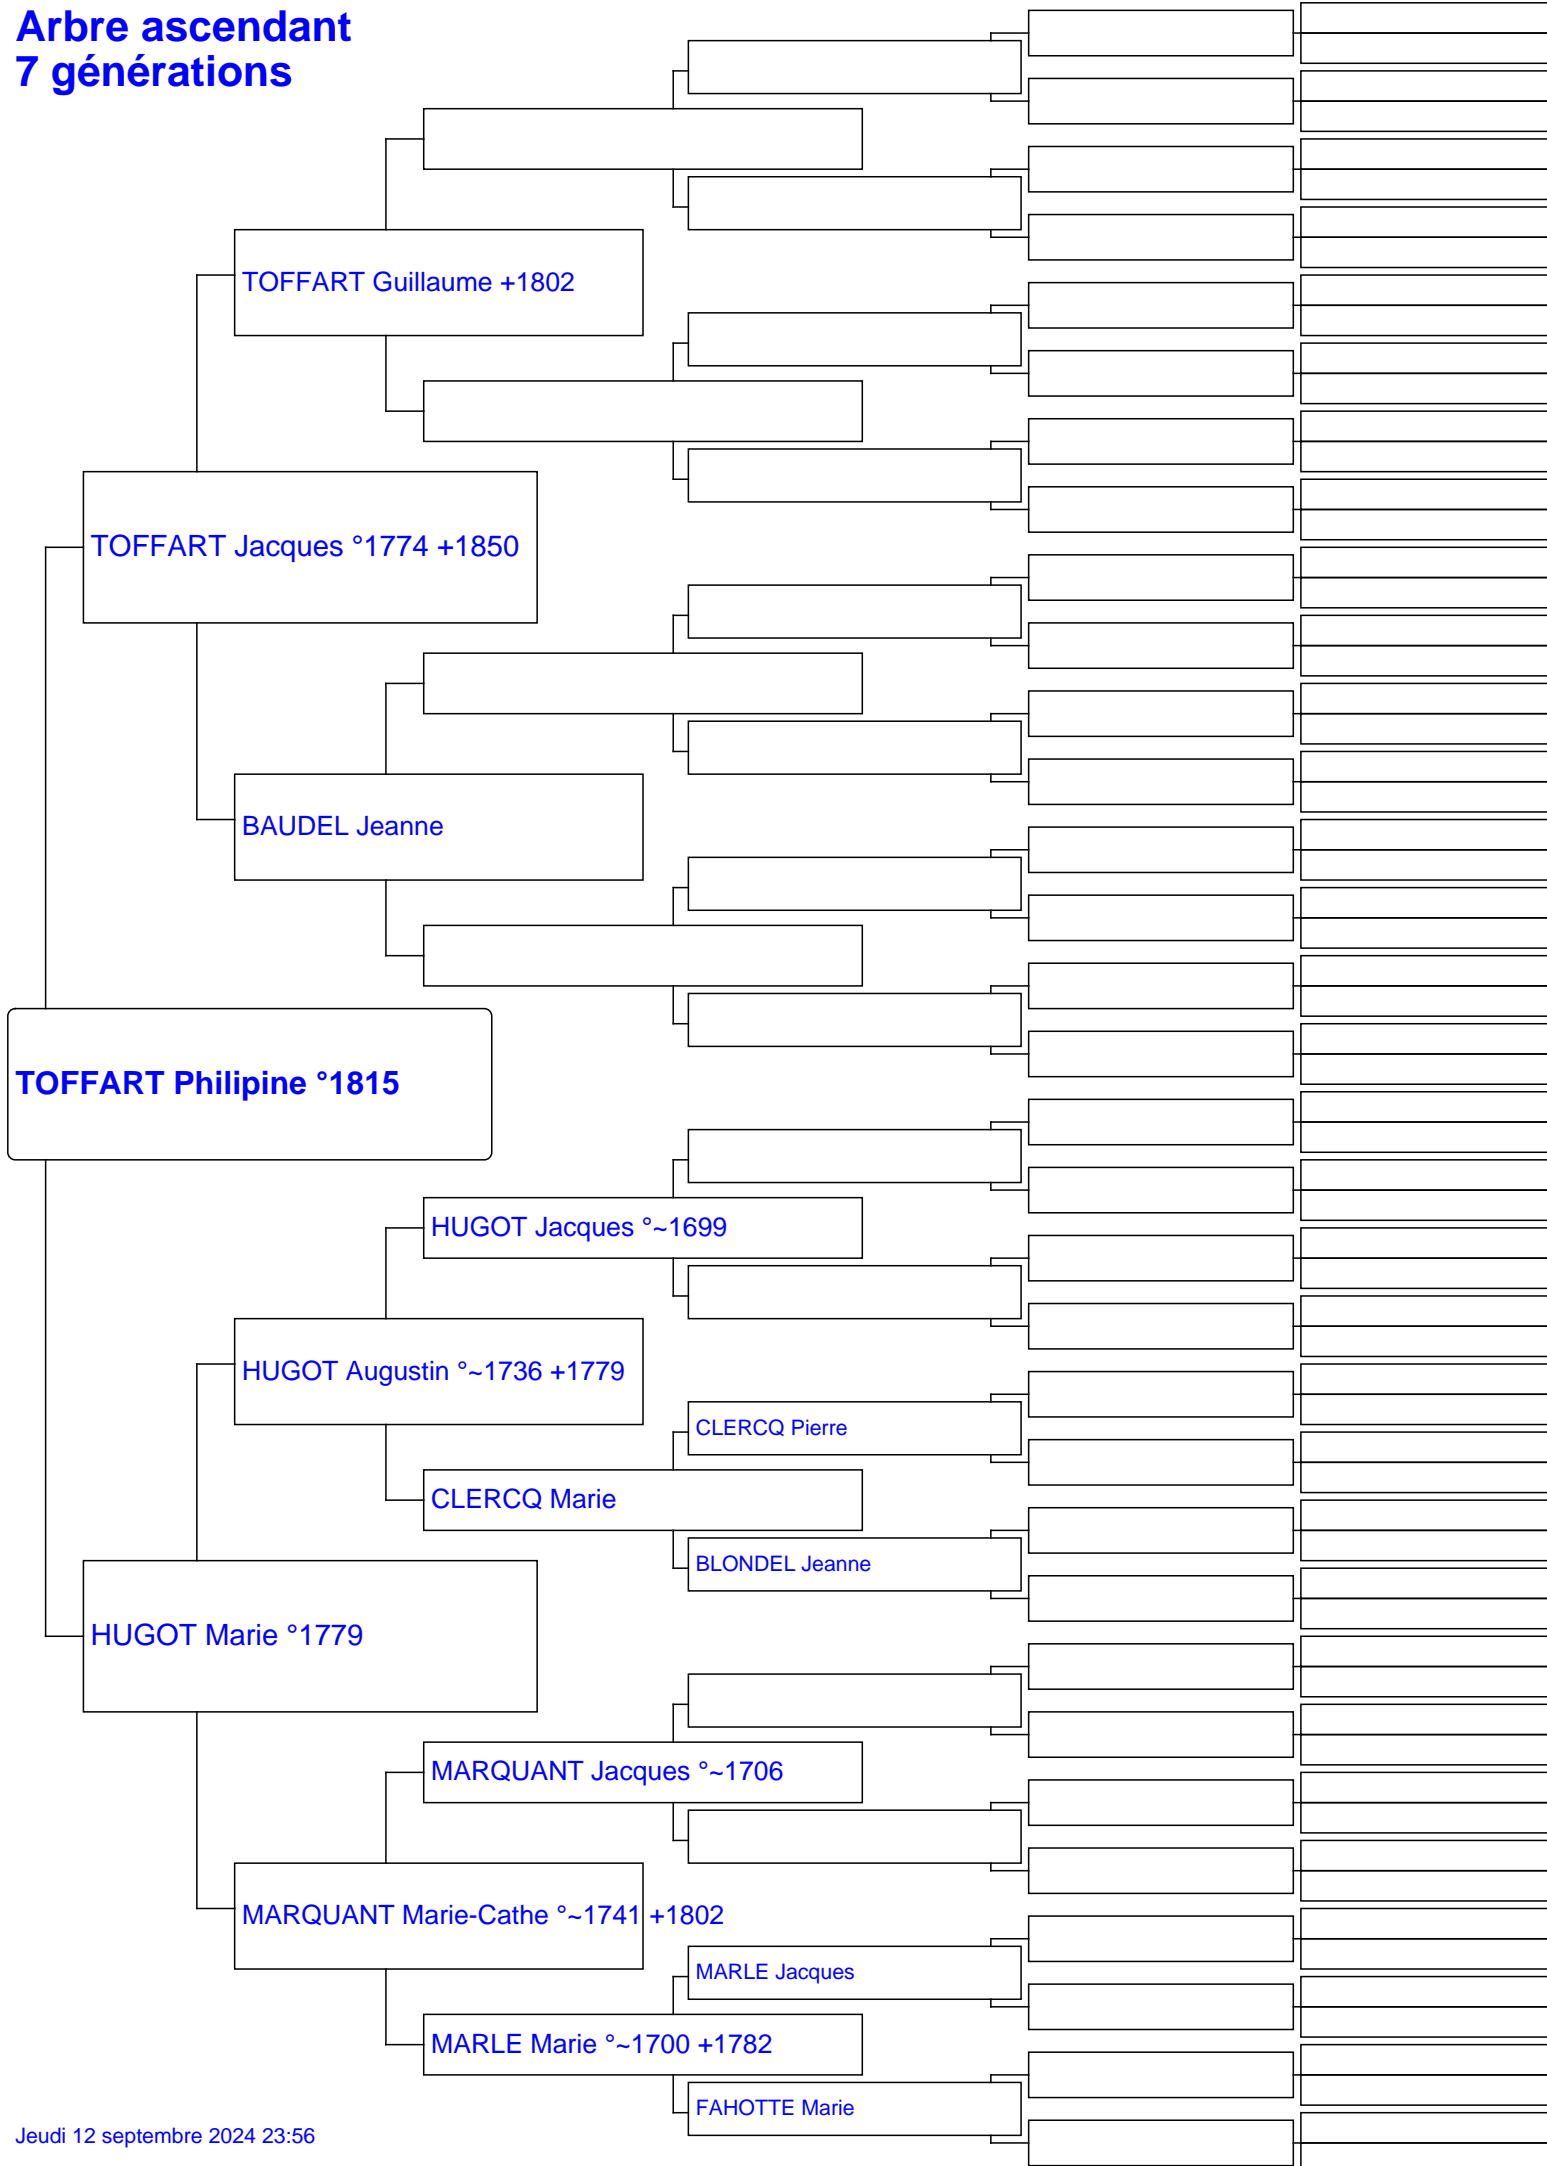 Arbre ascendant
7 générations
TOFFART Guillaume +1802
TOFFART Jacques °1774 +1850
BAUDEL Jeanne
TOFFART Philipine °1815
HUGOT Jacques °~1699
HUGOT Augustin °~1736 +1779
CLERCQ Pierre
CLERCQ Marie
BLONDEL Jeanne
HUGOT Marie °1779
MARQUANT Jacques °~1706
MARQUANT Marie-Cathe °~1741 +1802
MARLE Jacques
MARLE Marie °~1700 +1782
FAHOTTE Marie
Jeudi 12 septembre 2024 23:56